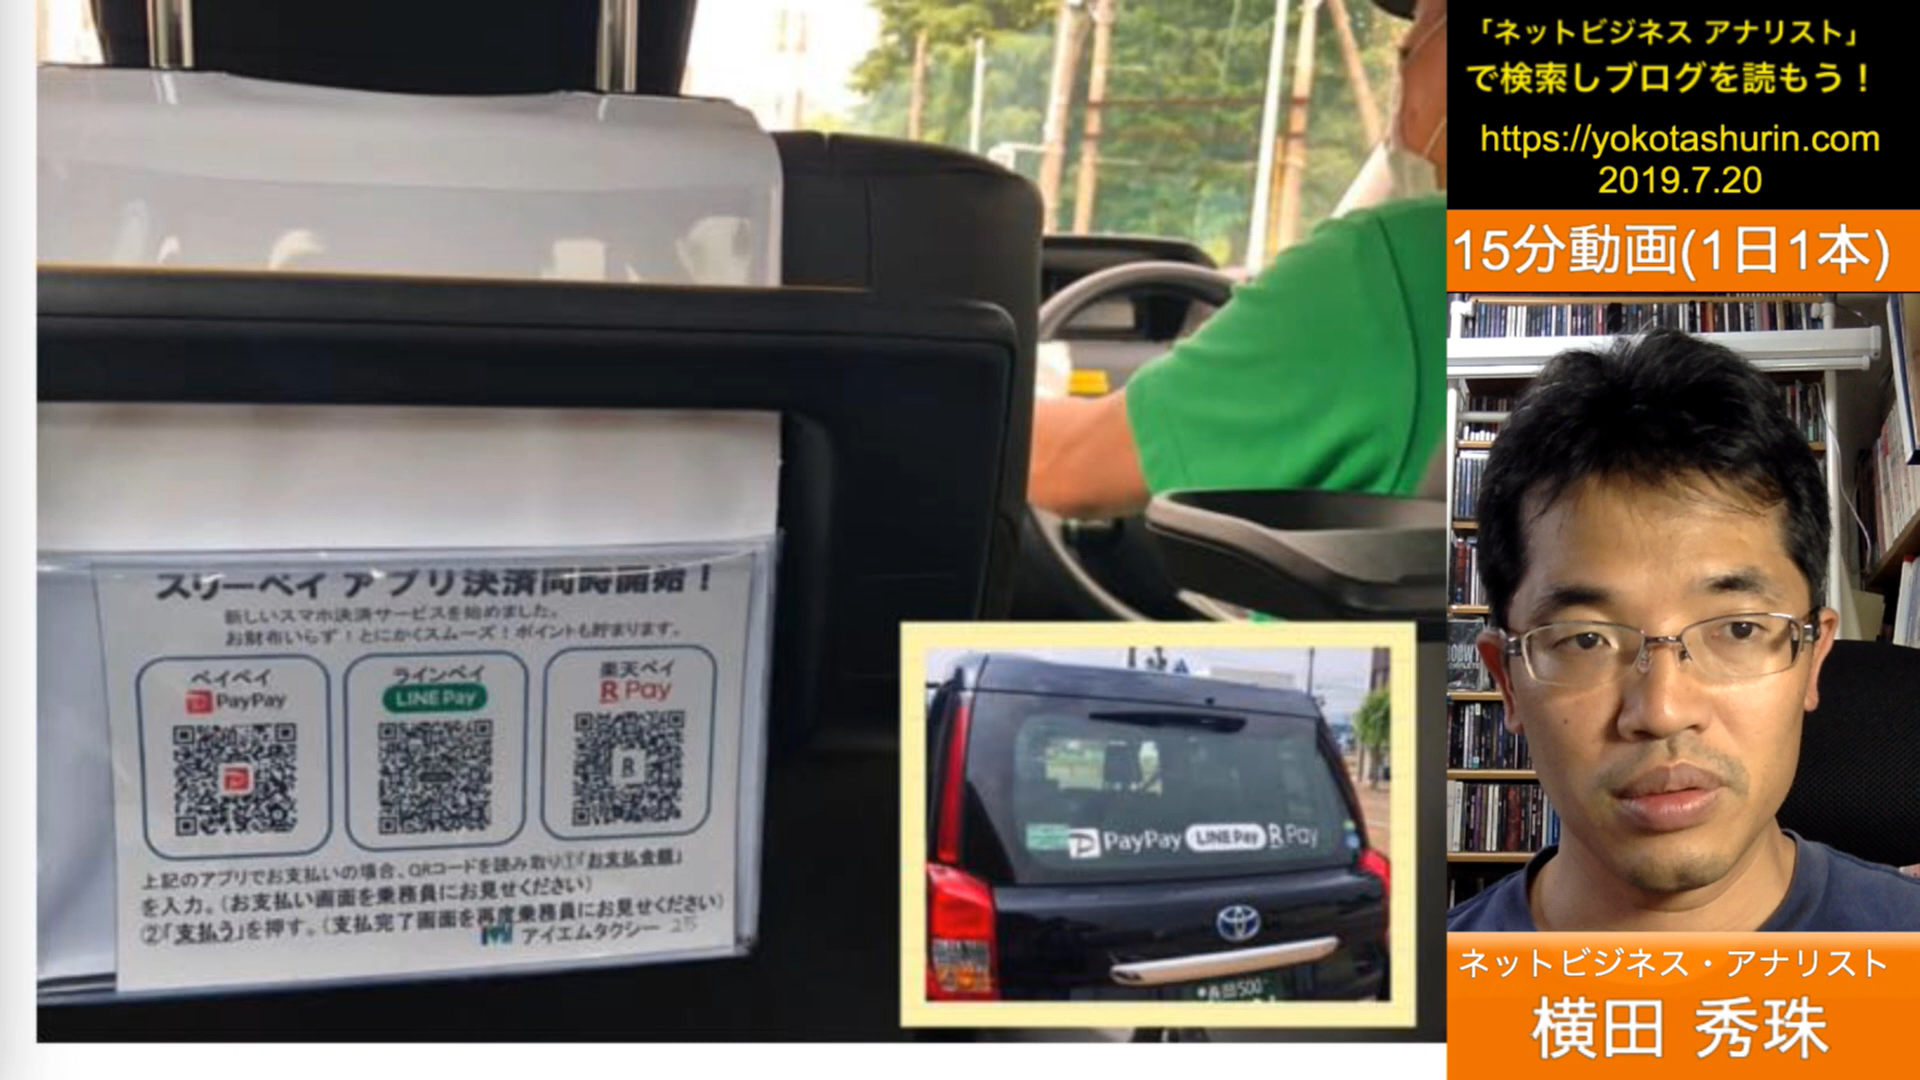 「ネットビジネス アナリスト」
で検索しブログを読もう！
https://yokotashurin.com
2019.7.20
15分動画(1日1本)
スリーペイ アプリ決済同時開始！
新しいスマホ決済サービスを始めました。
お財布いらず！とにかくスムーズ！ポイントも貯まります。
ペイペイ
PayPay
ラインペイ
LINE Pay
楽天ペイ
R Pay
上記のアプリでお支払いの場合、QRコードを読み取り①「お支払金額」
を入力。(お支払い画面を乗務員にお見せください)
②「支払う」を押す。(支払完了画面を再度乗務員にお見せください)
アイエムタクシー 25
PayPay LINE Pay R Pay
500
ネットビジネス・アナリスト
横田 秀珠